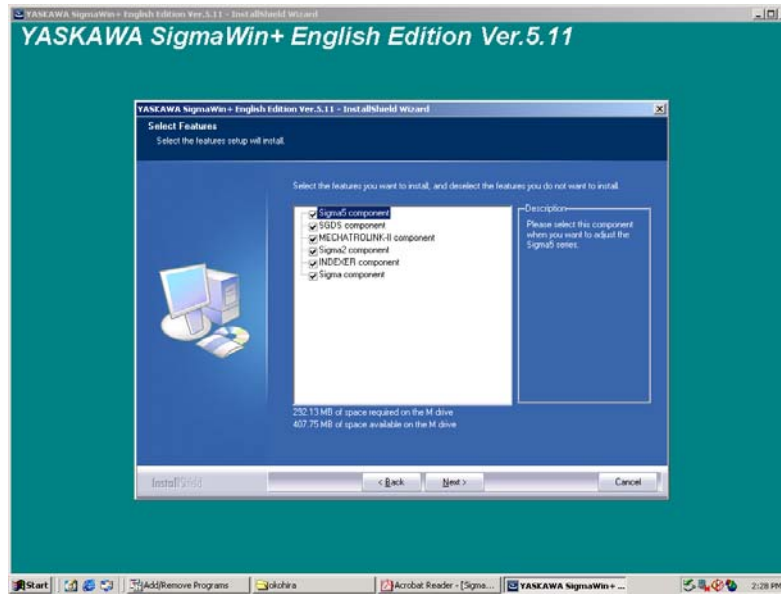 YASKAWA SigmaWin+ English Edition Ver.5.11 - InstallShield Wizard
YASKAWA SigmaWin+ English Edition Ver.5.11
YASKAWA SigmaWin+ English Edition Ver.5.11 - InstallShield Wizard
Select Features
Select the features setup will install.
Select the features you want to install, and deselect the features you do not want to install.
Sigma5 component
SGDS component
MECHATROLINK-II component
Sigma2 component
INDEXER component
Sigma component
Description
Please select this component
when you want to adjust the
Sigma5 series.
292.13 MB of space required on the M drive
407.75 MB of space available on the M drive
InstallShield
< Back
Next >
Cancel
Start
Add/Remove Programs
jokohira
Acrobat Reader - [Sigma...
YASKAWA SigmaWin+ ...
2:28 PM